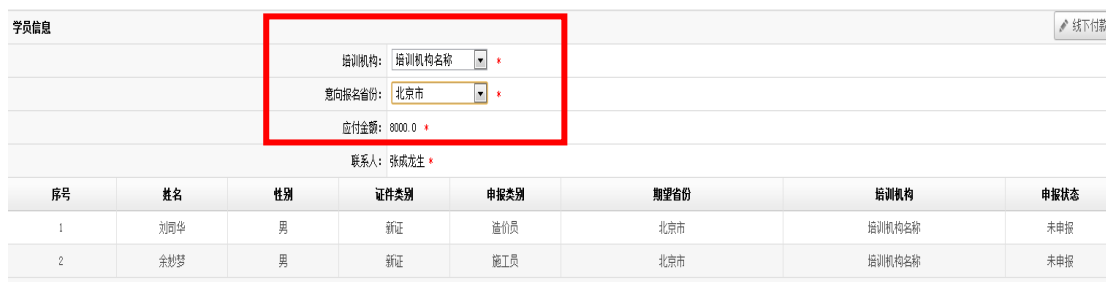 学员信息 线下付款
培训机构： 培训机构名称 *
意向报名省份： 北京市 *
应付金额： 8000.0 *
联系人： 张成龙生 *
序号 姓名 性别 证件类别 申报类别 期望省份 培训机构 申报状态
1 刘同华 男 新证 造价员 北京市 培训机构名称 未申报
2 余妙梦 男 新证 施工员 北京市 培训机构名称 未申报